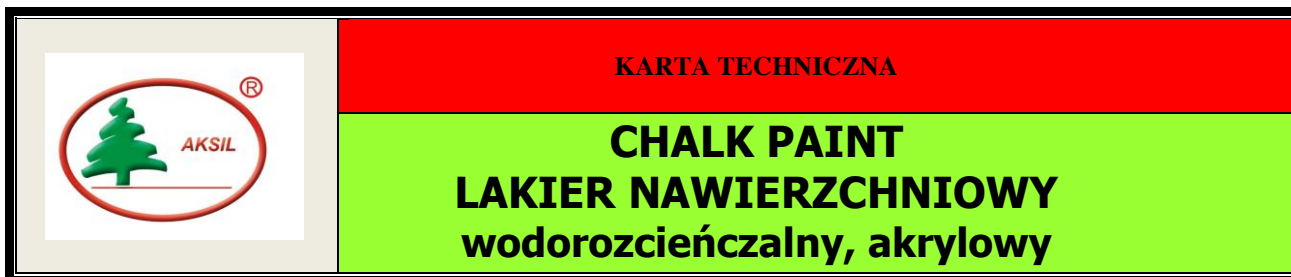 ®
AKSIL
KARTA TECHNICZNA
CHALK PAINT
LAKIER NAWIERZCHNIOWY
wodorozcieńczalny, akrylowy